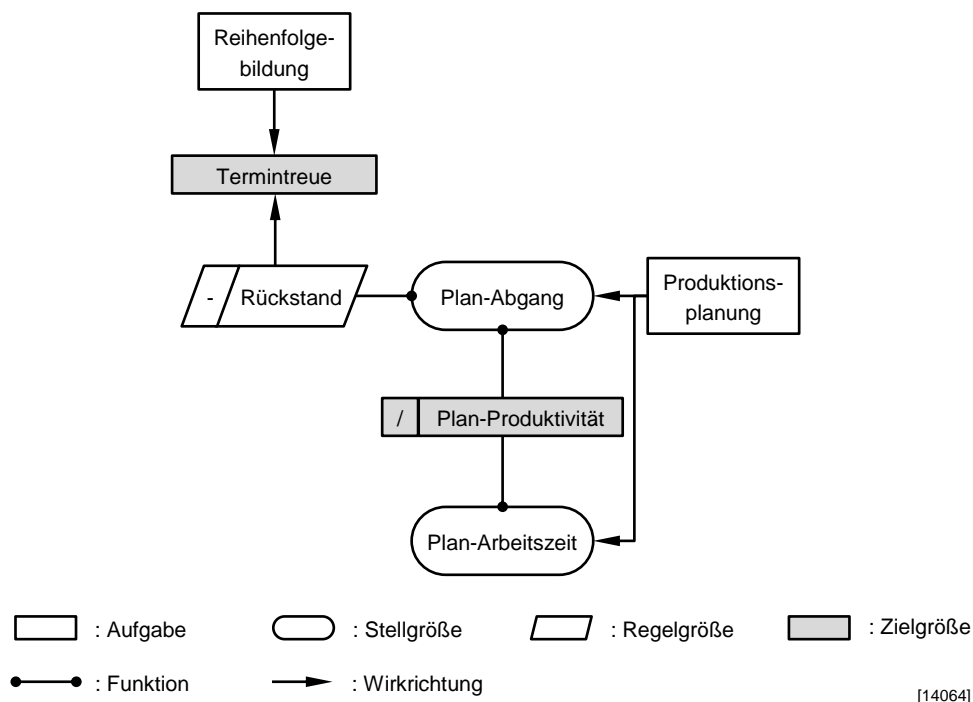 Reihenfolge-
bildung
Termintreue
- Rückstand
Plan-Abgang
Produktions-
planung
/ Plan-Produktivität
Plan-Arbeitszeit
: Aufgabe
: Stellgröße
: Regelgröße
: Zielgröße
: Funktion
: Wirkrichtung
[14064]